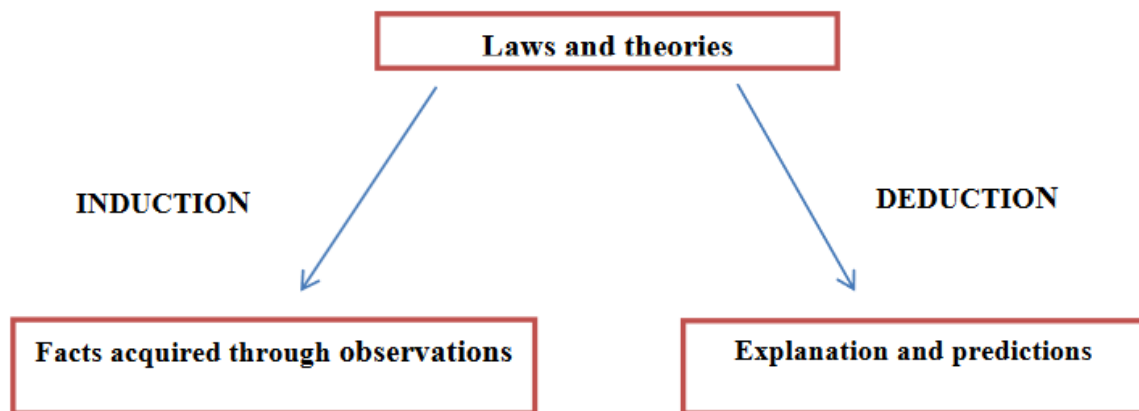 Laws and theories
INDUCTION
DEDUCTION
Facts acquired through observations
Explanation and predictions